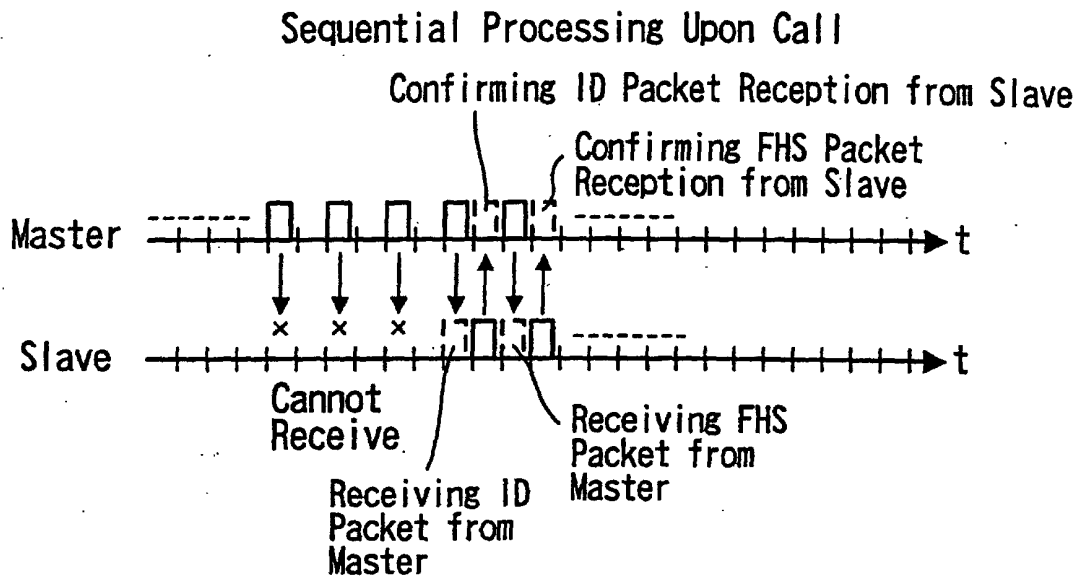 Sequential Processing Upon Call
Confirming ID Packet Reception from Slave
Confirming FHS Packet
Reception from Slave
Master
t
× × ×
Slave
t
Cannot
Receive
Receiving FHS
Packet from
Master
Receiving ID
Packet from
Master